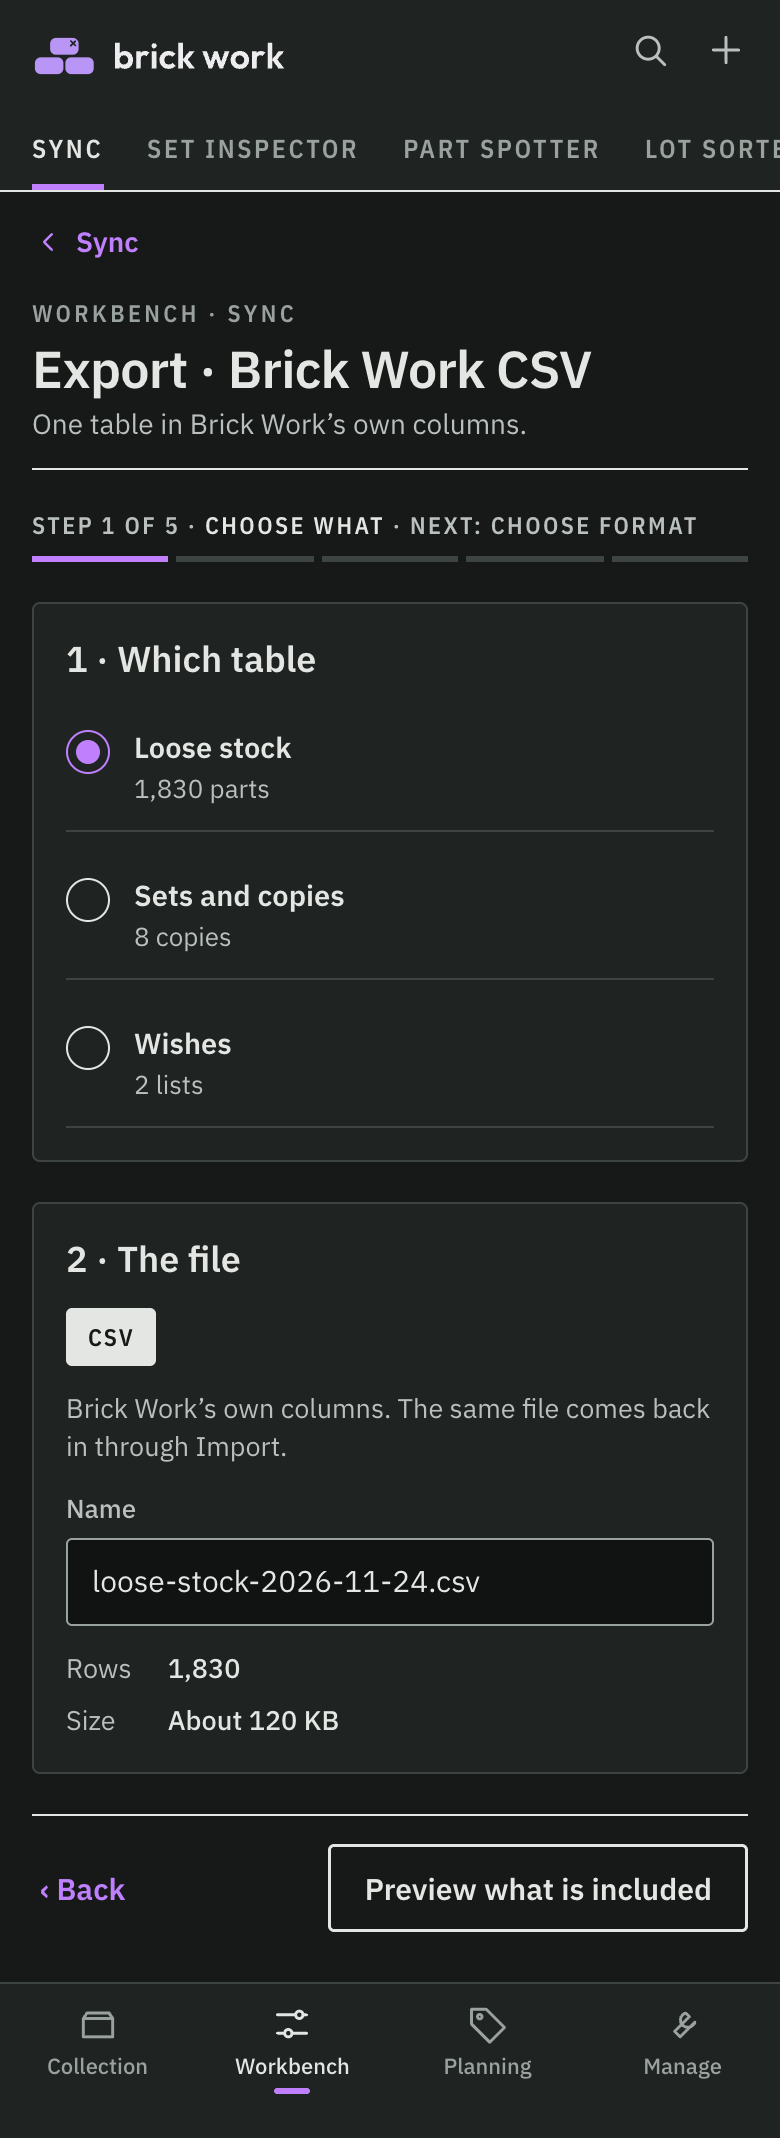 brick work
SYNC SET INSPECTOR PART SPOTTER LOT SORTE
Sync
WORKBENCH · SYNC
Export · Brick Work CSV
One table in Brick Work’s own columns.
STEP 1 OF 5 · CHOOSE WHAT · NEXT: CHOOSE FORMAT
1 · Which table
Loose stock
1,830 parts
Sets and copies
8 copies
Wishes
2 lists
2 · The file
CSV
Brick Work’s own columns. The same file comes back
in through Import.
Name
loose-stock-2026-11-24.csv
Rows 1,830
Size About 120 KB
‹ Back Preview what is included
Collection Workbench Planning Manage